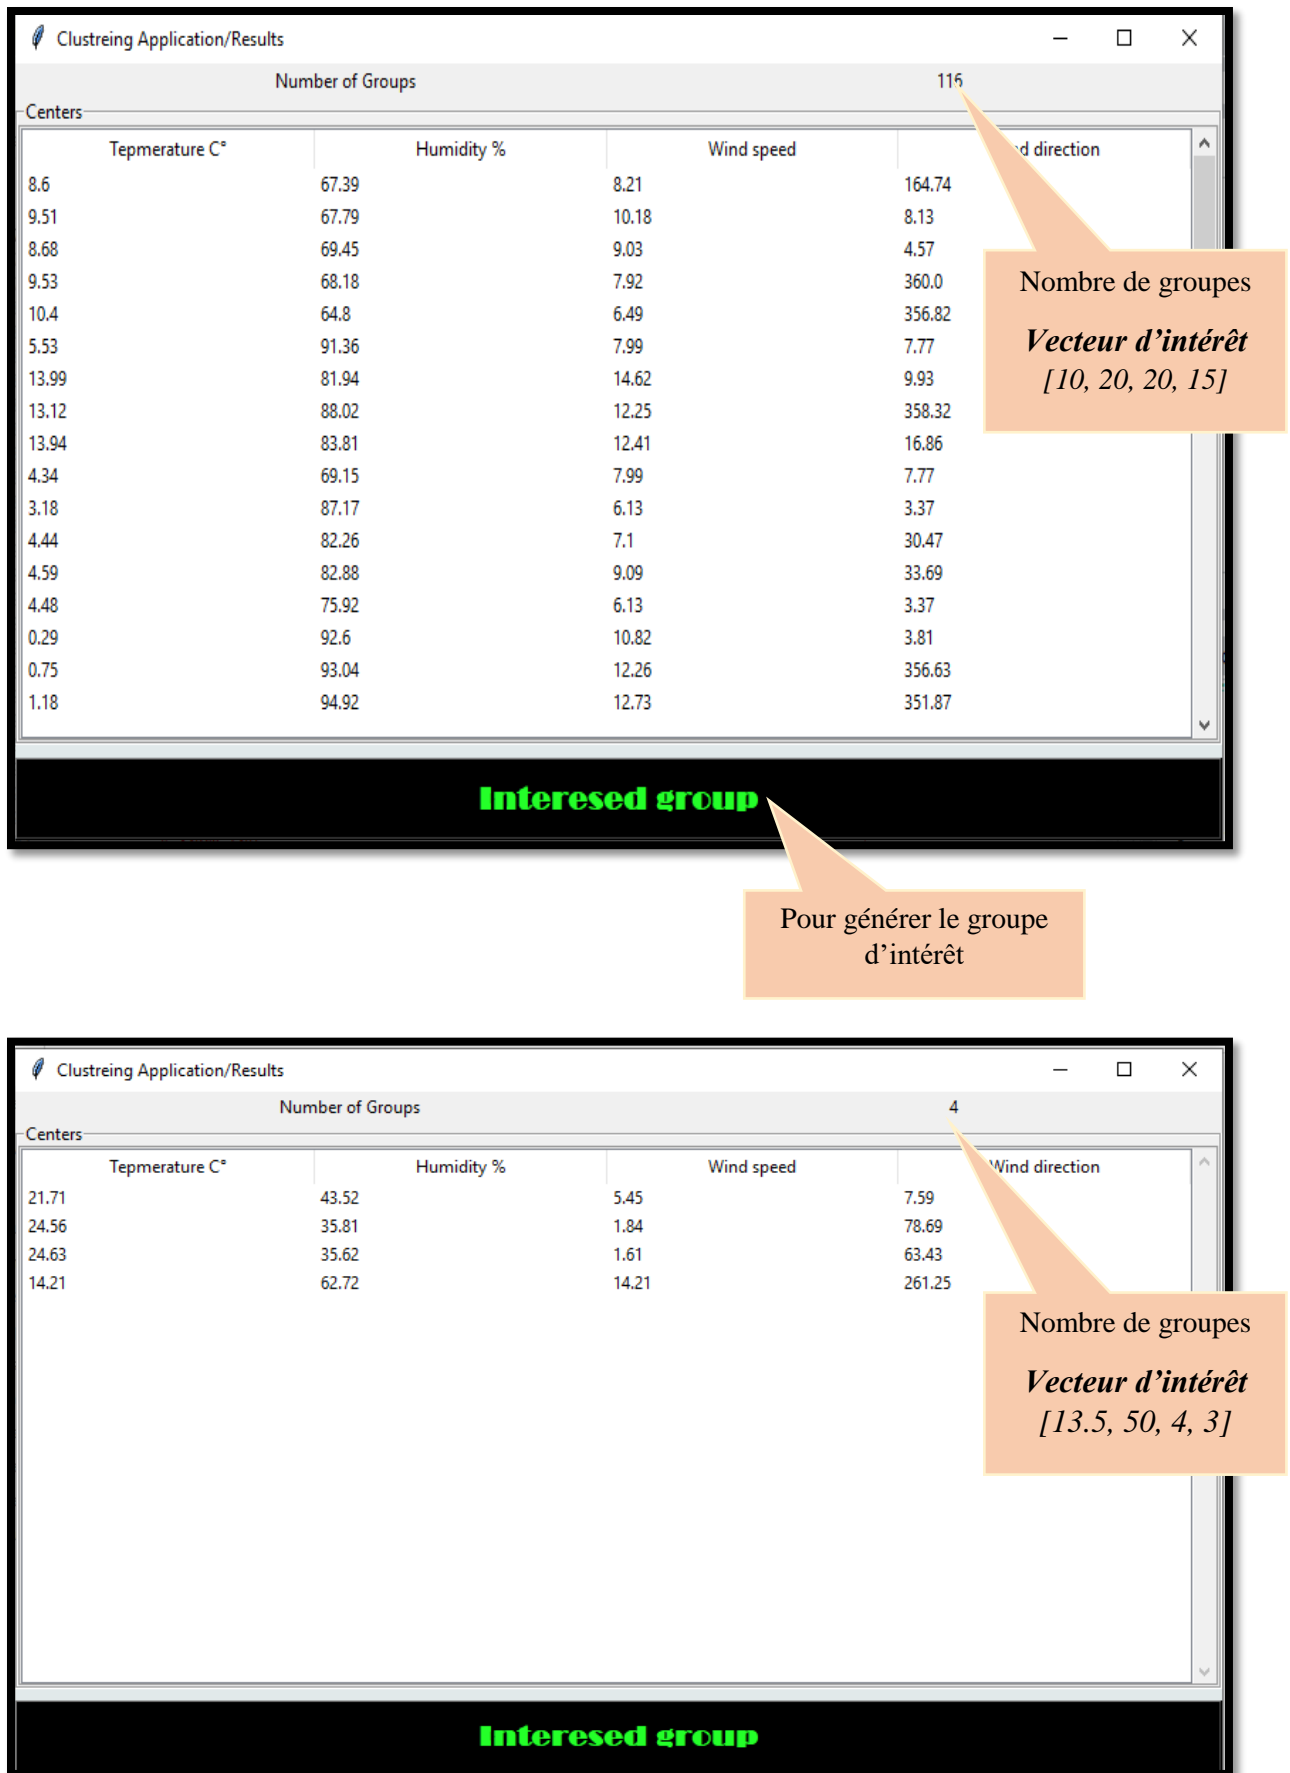 Clustreing Application/Results
Number of Groups 116
Centers
Tepmerature C° Humidity % Wind speed d direction
8.6 67.39 8.21 164.74
9.51 67.79 10.18 8.13
8.68 69.45 9.03 4.57
9.53 68.18 7.92 360.0
10.4 64.8 6.49 356.82
5.53 91.36 7.99 7.77
13.99 81.94 14.62 9.93
13.12 88.02 12.25 358.32
13.94 83.81 12.41 16.86
4.34 69.15 7.99 7.77
3.18 87.17 6.13 3.37
4.44 82.26 7.1 30.47
4.59 82.88 9.09 33.69
4.48 75.92 6.13 3.37
0.29 92.6 10.82 3.81
0.75 93.04 12.26 356.63
1.18 94.92 12.73 351.87
Nombre de groupes
Vecteur d’intérêt
[10, 20, 20, 15]
Interesed group
Pour générer le groupe
d’intérêt
Clustreing Application/Results
Number of Groups 4
Centers
Tepmerature C° Humidity % Wind speed Wind direction
21.71 43.52 5.45 7.59
24.56 35.81 1.84 78.69
24.63 35.62 1.61 63.43
14.21 62.72 14.21 261.25
Nombre de groupes
Vecteur d’intérêt
[13.5, 50, 4, 3]
Interesed group